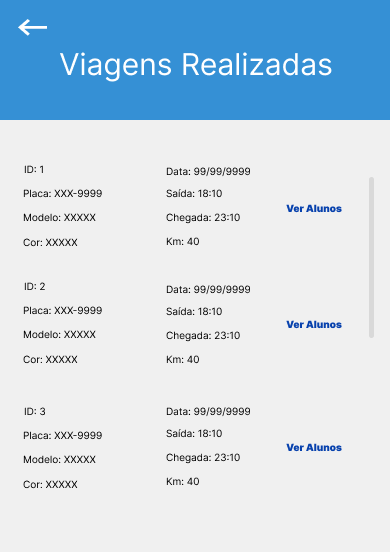 Viagens Realizadas
ID: 1
Placa: XXX-9999
Modelo: XXXXX
Cor: XXXXX
Data: 99/99/9999
Saída: 18:10
Chegada: 23:10
Km: 40
Ver Alunos
ID: 2
Placa: XXX-9999
Modelo: XXXXX
Cor: XXXXX
Data: 99/99/9999
Saída: 18:10
Chegada: 23:10
Km: 40
Ver Alunos
ID: 3
Placa: XXX-9999
Modelo: XXXXX
Cor: XXXXX
Data: 99/99/9999
Saída: 18:10
Chegada: 23:10
Km: 40
Ver Alunos